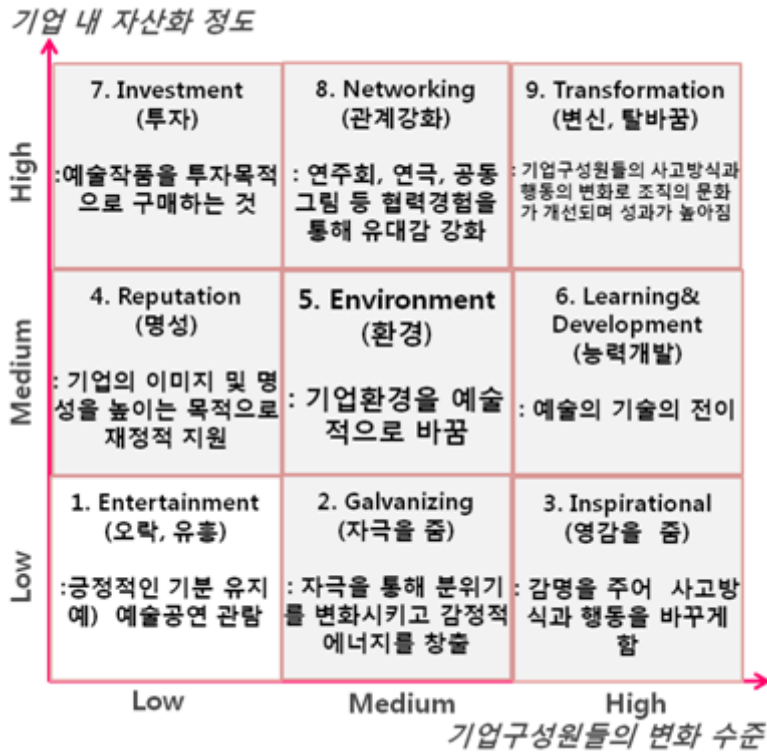 기업 내 자산화 정도
High
7. Investment
(투자)
:예술작품을 투자목적
으로 구매하는 것
8. Networking
(관계강화)
: 연주회, 연극, 공동
그림 등 협력경험을
통해 유대감 강화
9. Transformation
(변신, 탈바꿈)
: 기업구성원들의 사고방식과
행동의 변화로 조직의 문화
가 개선되며 성과가 높아짐
Medium
4. Reputation
(명성)
: 기업의 이미지 및 명
성을 높이는 목적으로
재정적 지원
5. Environment
(환경)
: 기업환경을 예술
적으로 바꿈
6. Learning&
Development
(능력개발)
: 예술의 기술의 전이
Low
1. Entertainment
(오락, 유흥)
:긍정적인 기분 유지
예) 예술공연 관람
2. Galvanizing
(자극을 줌)
: 자극을 통해 분위기
를 변화시키고 감정적
에너지를 창출
3. Inspirational
(영감을 줌)
: 감명을 주어 사고방
식과 행동을 바꾸게
함
Low
Medium
High
기업구성원들의 변화 수준